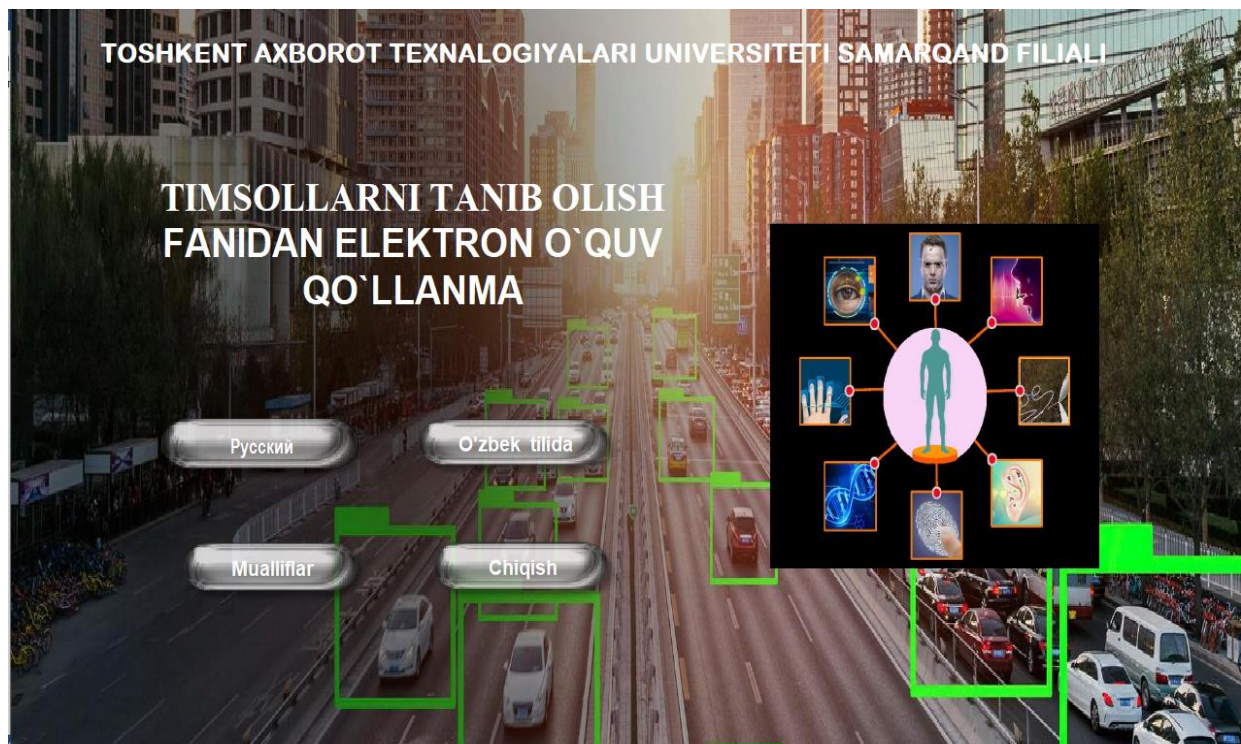 TOSHKENT AXBOROT TEXNALOGIYALARI UNIVERSITETI SAMARQAND FILIALI
TIMSOLLARNI TANIB OLISH
FANIDAN ELEKTRON O`QUV
QO`LLANMA
Русский
O'zbek tilida
Mualliflar
Chiqish